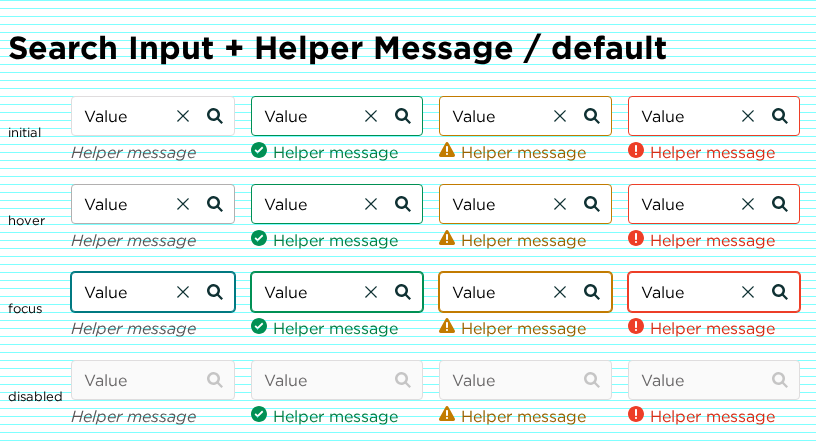 Search Input + Helper Message / default
initial Value Value Value Value
Helper message Helper message Helper message Helper message
hover Value Value Value Value
Helper message Helper message Helper message Helper message
focus Value Value Value Value
Helper message Helper message Helper message Helper message
disabled Value Value Value Value
Helper message Helper message Helper message Helper message